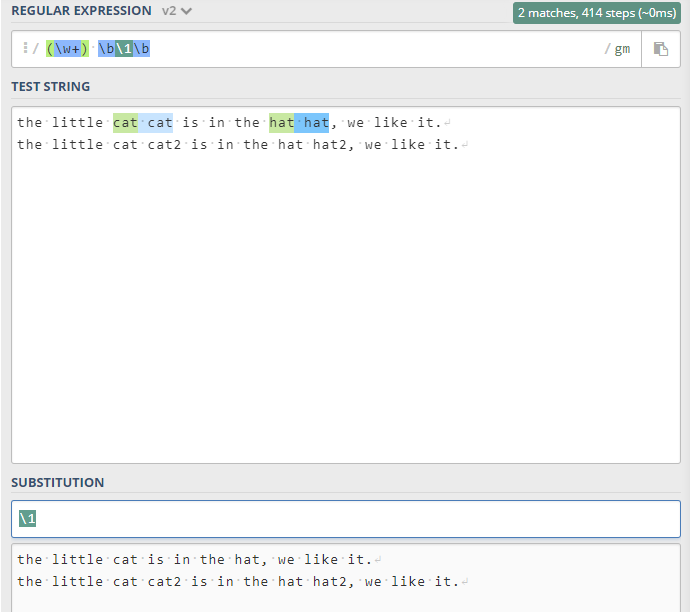 REGULAR EXPRESSION v2
2 matches, 414 steps (~0ms)
/ (\w+) \b\1\b / gm
TEST STRING
the little cat cat is in the hat hat, we like it.
the little cat cat2 is in the hat hat2, we like it.
SUBSTITUTION
\1
the little cat is in the hat, we like it.
the little cat cat2 is in the hat hat2, we like it.